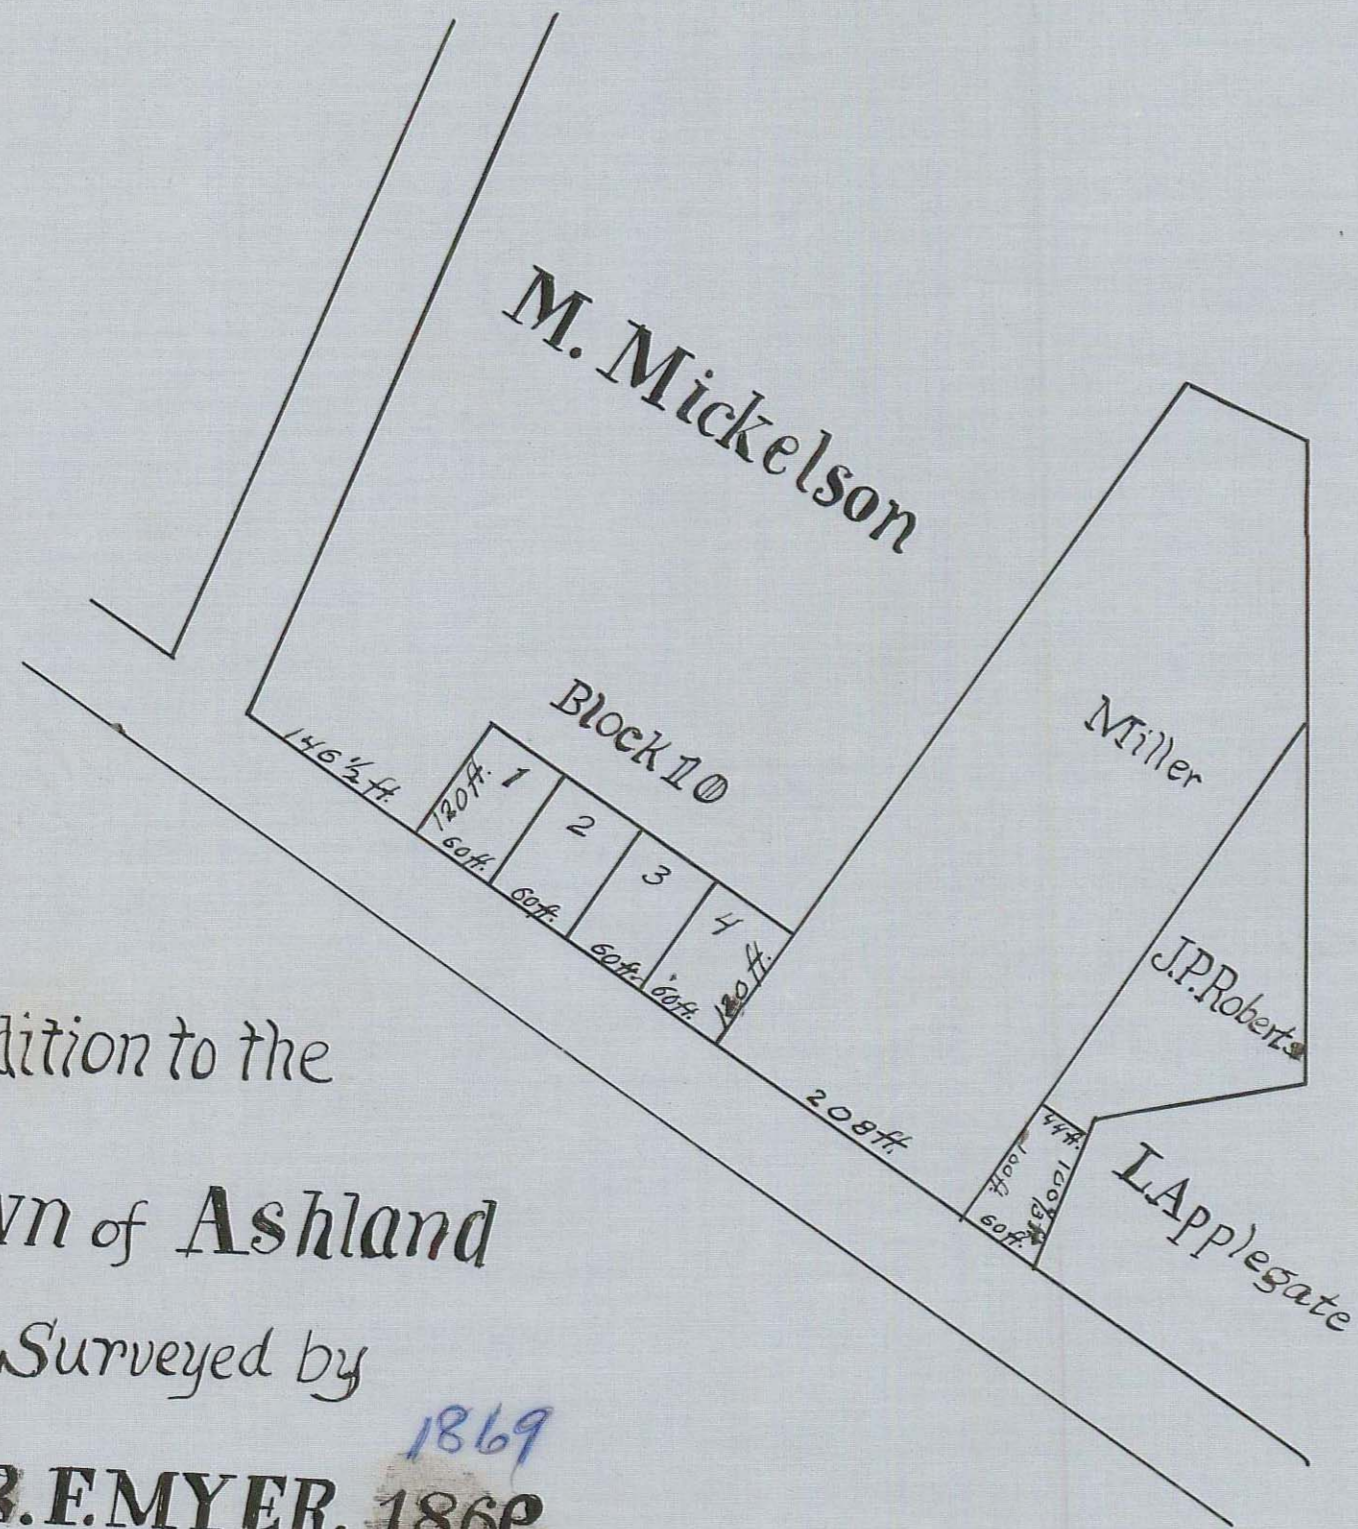 M. Mickelson
Block 10
Miller
J.P. Roberts
L. Applegate
146 ½ ft.
120 ft.
1
60 ft.
2
60 ft.
3
60 ft.
4
60 ft.
120 ft.
208 ft.
44 ft.
100 ft.
60 ft.
dition to the
wn of Ashland
Surveyed by
1869
B.F. MYER.